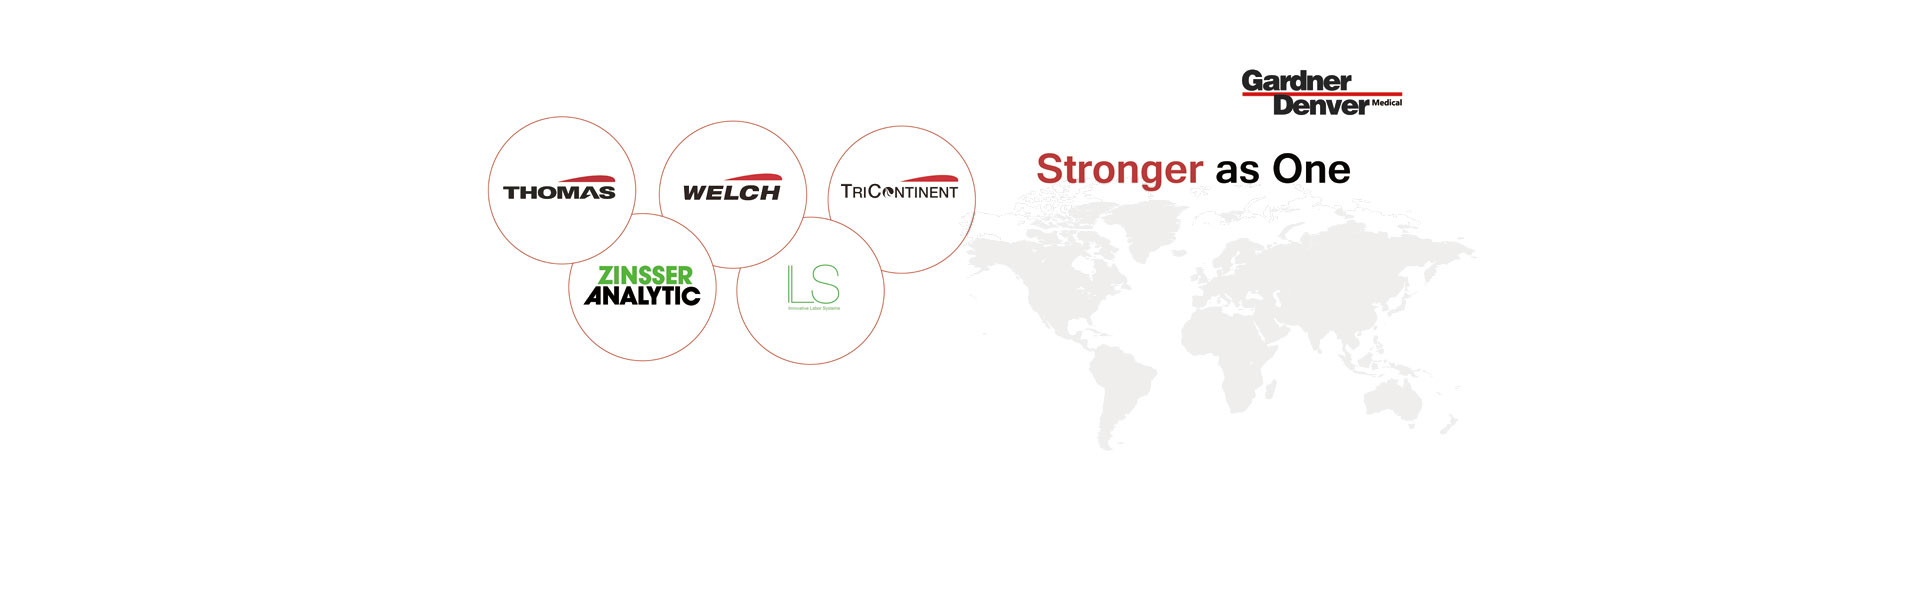 Gardner
Denver Medical
Stronger as One
THOMAS
WELCH
TRICONTINENT
ZINSSER
ANALYTIC
ILS
Innovative Labor Systeme